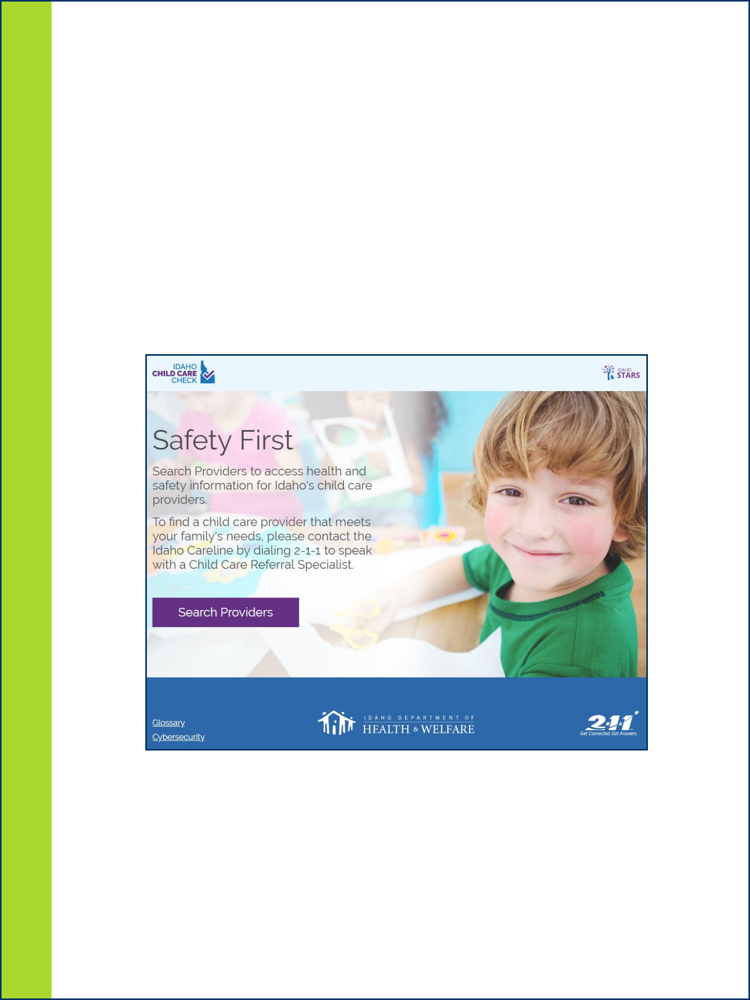 IDAHO
CHILD CARE
CHECK
IDAHO
STARS
Safety First
Search Providers to access health and
safety information for Idaho's child care
providers.
To find a child care provider that meets
your family's needs, please contact the
Idaho Careline by dialing 2-1-1 to speak
with a Child Care Referral Specialist.
Search Providers
Glossary
Cybersecurity
IDAHO DEPARTMENT OF
HEALTH & WELFARE
2-1-1
Get Connected. Get Answers.